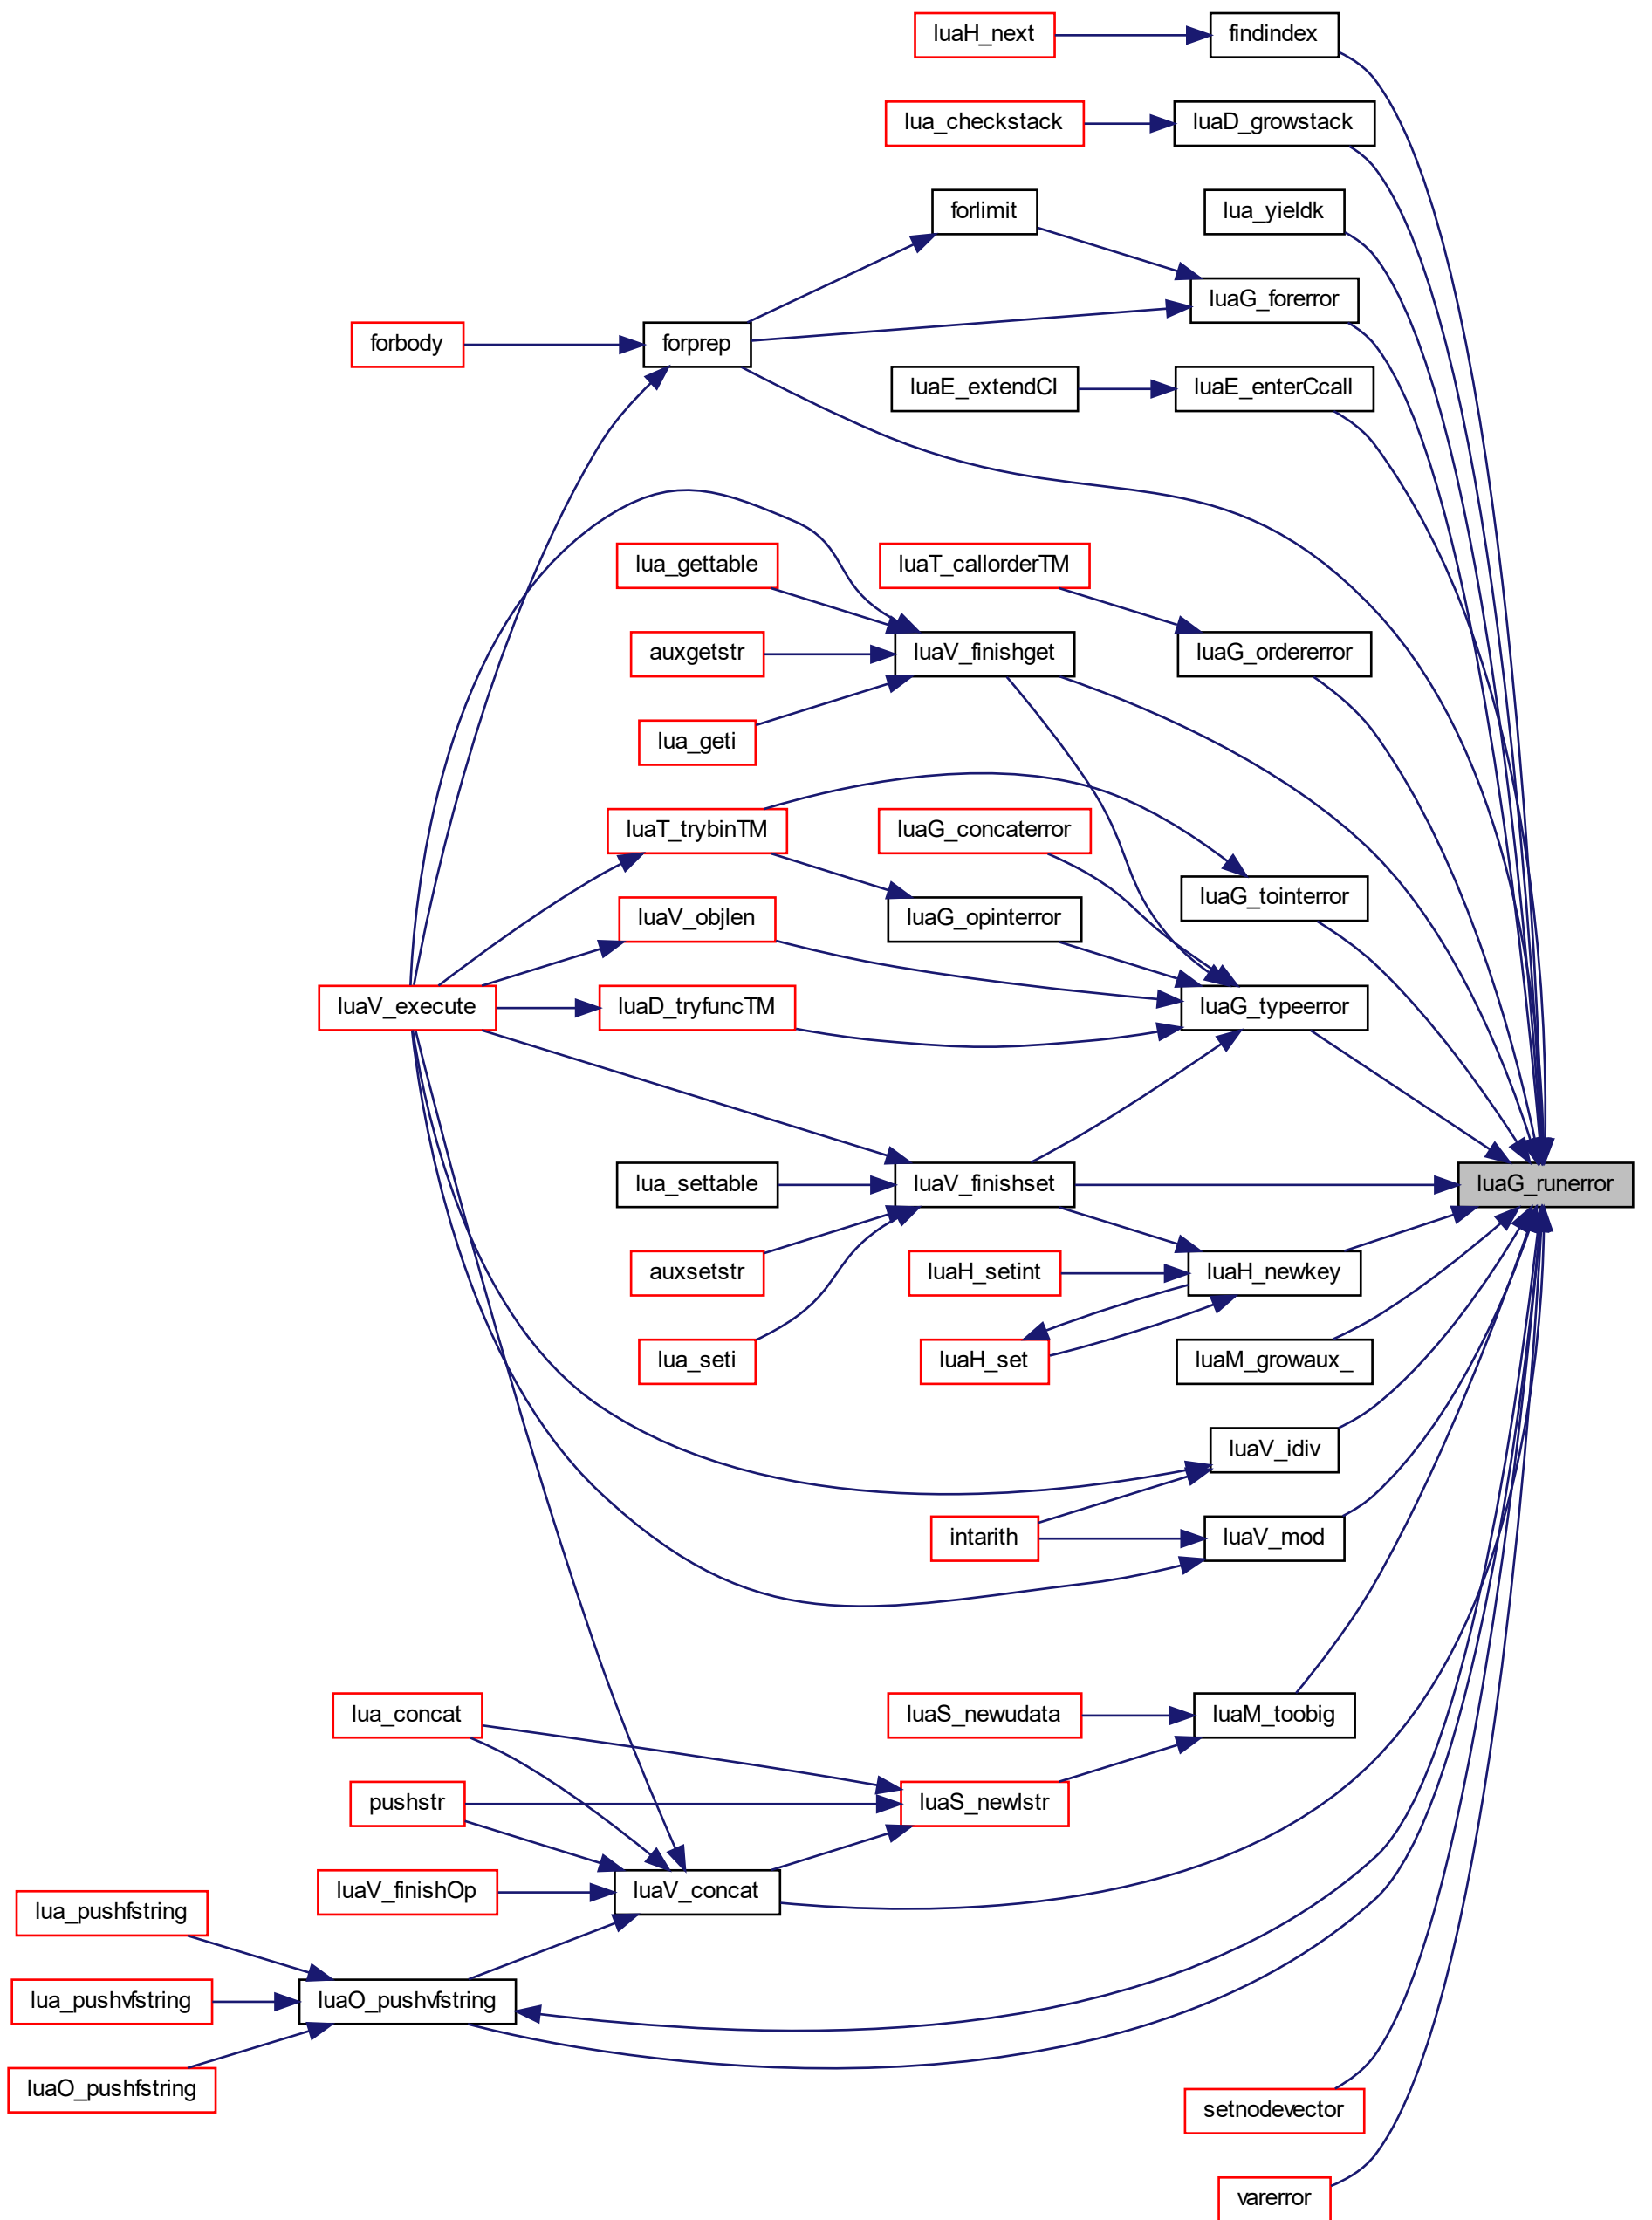 luaH_next
findindex
lua_checkstack
luaD_growstack
forlimit
lua_yieldk
luaG_forerror
forbody
forprep
luaE_extendCI
luaE_enterCcall
lua_gettable
luaT_callorderTM
auxgetstr
luaV_finishget
luaG_ordererror
lua_geti
luaT_trybinTM
luaG_concaterror
luaG_tointerror
luaV_objlen
luaG_opinterror
luaV_execute
luaD_tryfuncTM
luaG_typeerror
lua_settable
luaV_finishset
luaG_runerror
auxsetstr
luaH_setint
luaH_newkey
lua_seti
luaH_set
luaM_growaux_
luaV_idiv
intarith
luaV_mod
lua_concat
luaS_newudata
luaM_toobig
pushstr
luaS_newlstr
luaV_finishOp
luaV_concat
lua_pushfstring
lua_pushvfstring
luaO_pushvfstring
luaO_pushfstring
setnodevector
varerror